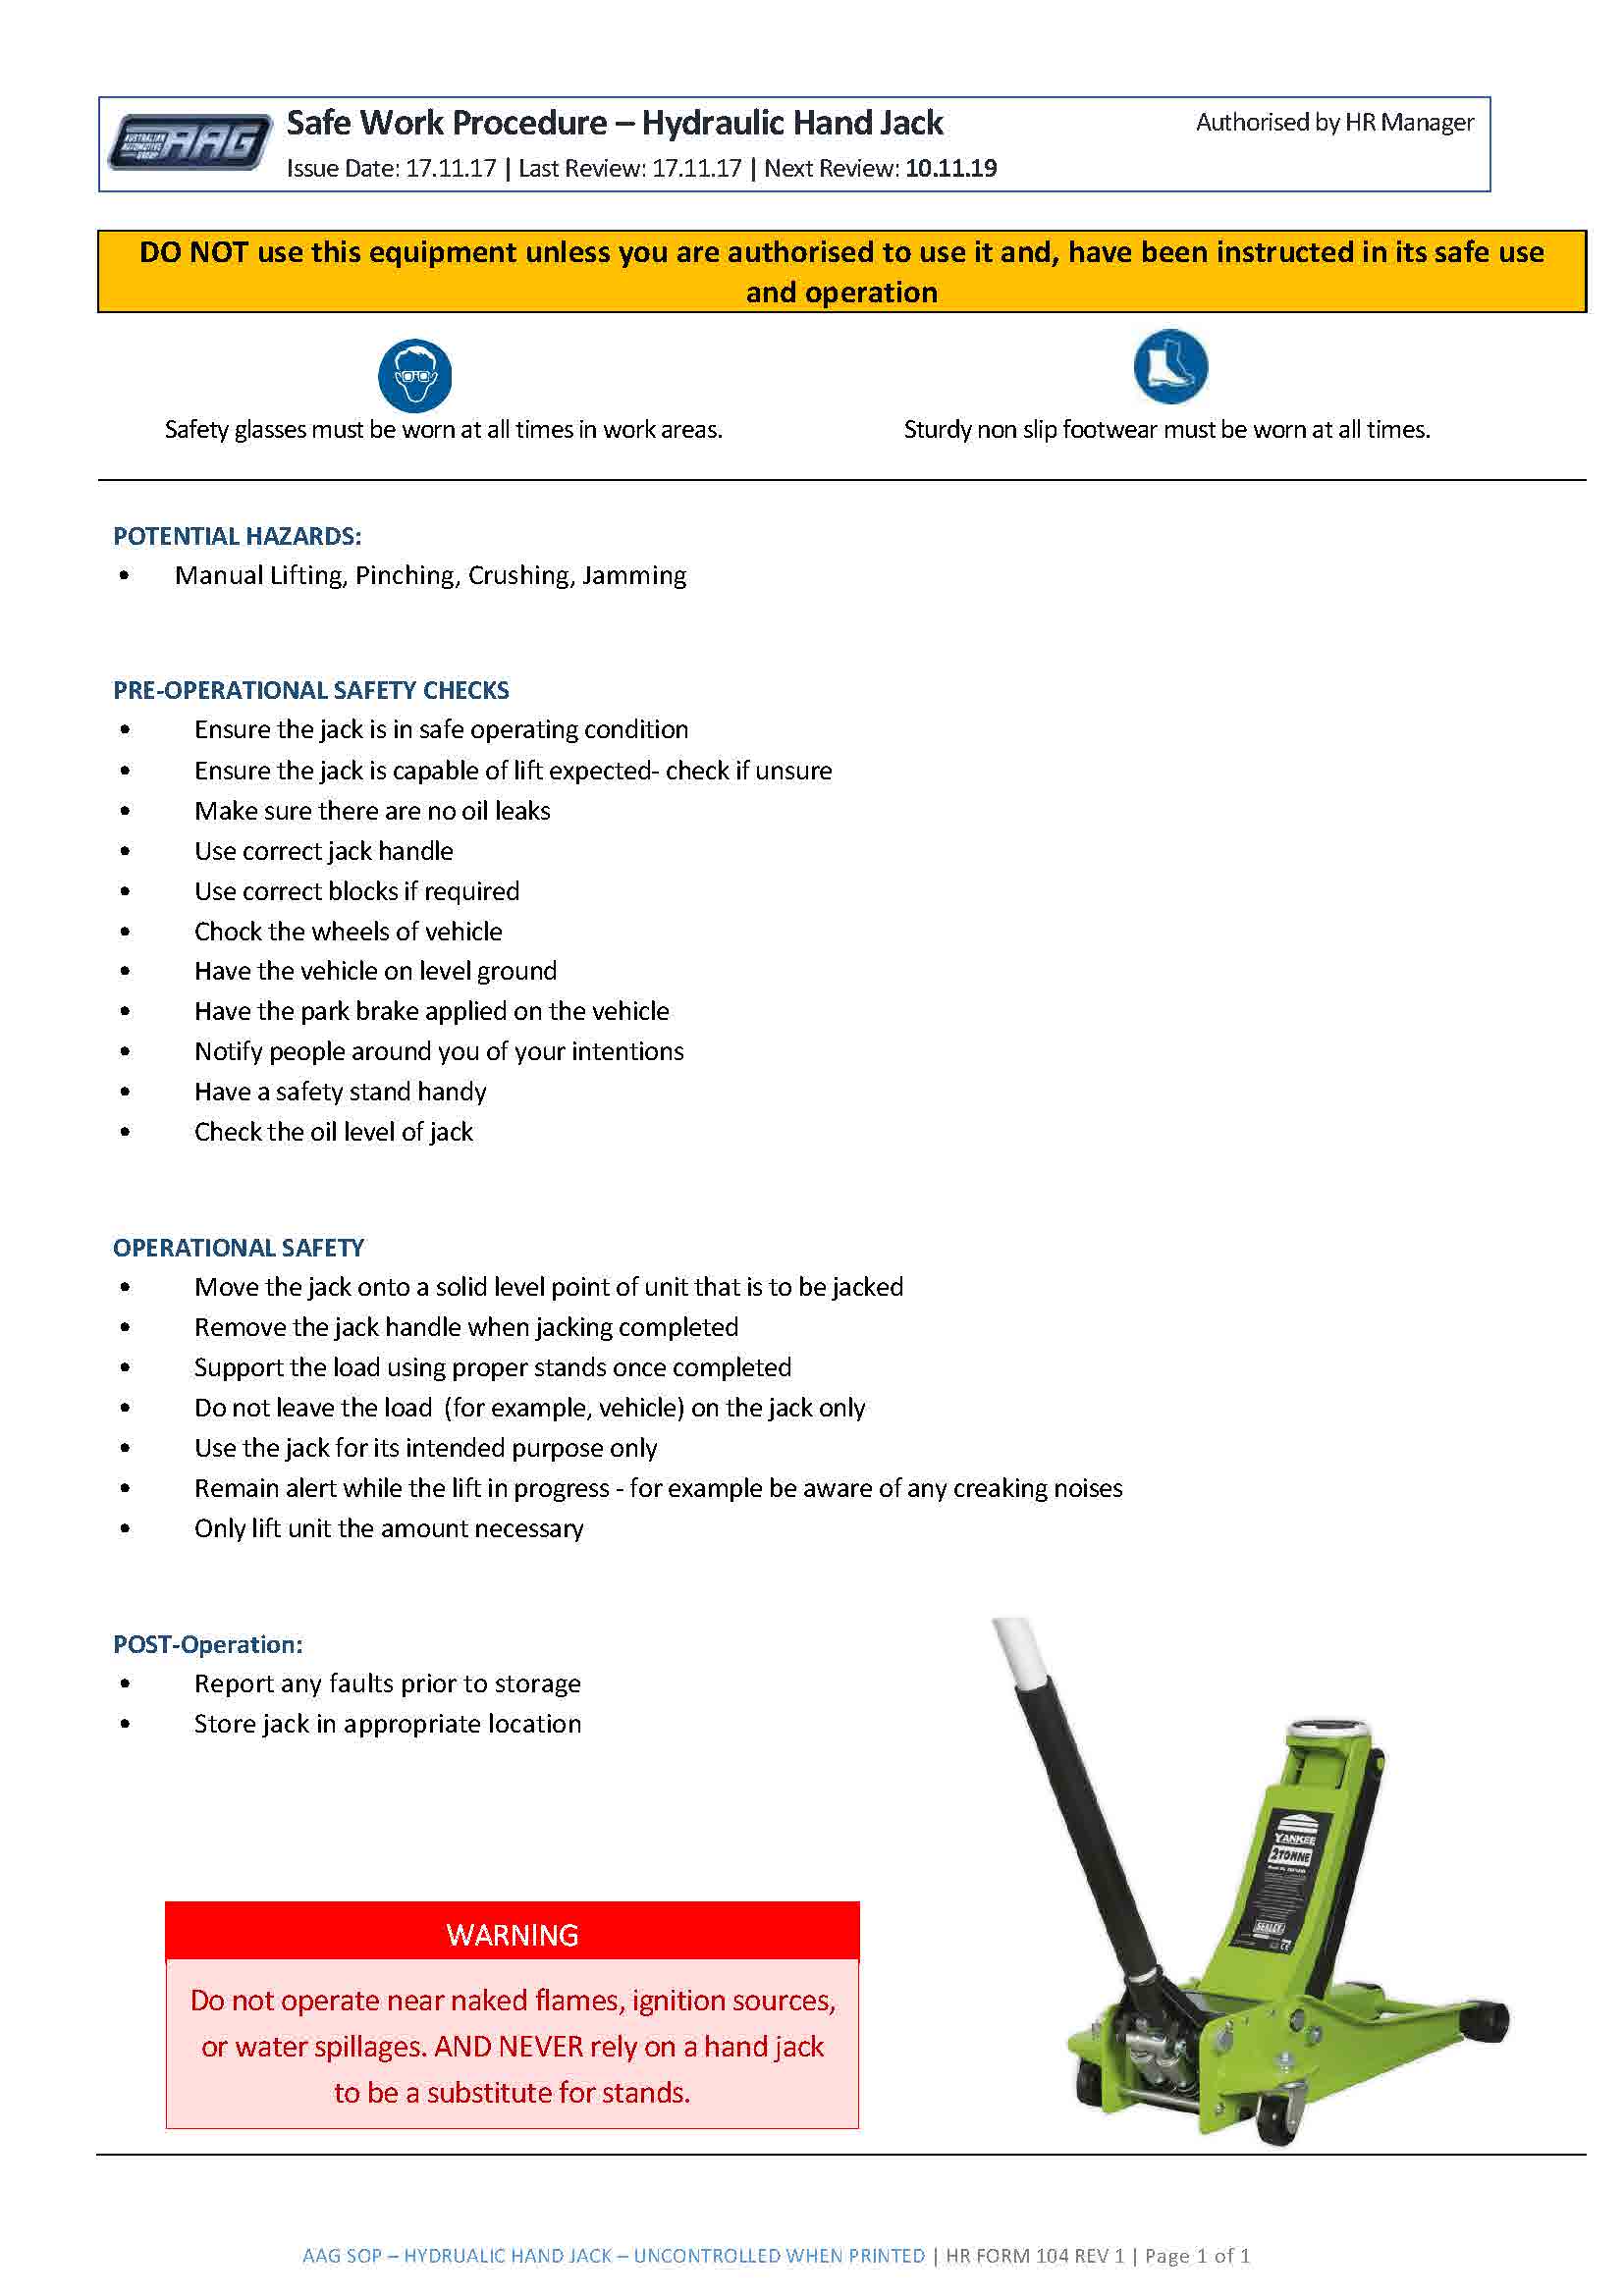 AUSTRALIAN
AUTOMOTIVE
GROUP
AAG
Safe Work Procedure – Hydraulic Hand Jack
Authorised by HR Manager
Issue Date: 17.11.17 | Last Review: 17.11.17 | Next Review: 10.11.19
DO NOT use this equipment unless you are authorised to use it and, have been instructed in its safe use
and operation
Safety glasses must be worn at all times in work areas.
Sturdy non slip footwear must be worn at all times.
POTENTIAL HAZARDS:
• Manual Lifting, Pinching, Crushing, Jamming
PRE-OPERATIONAL SAFETY CHECKS
• Ensure the jack is in safe operating condition
• Ensure the jack is capable of lift expected- check if unsure
• Make sure there are no oil leaks
• Use correct jack handle
• Use correct blocks if required
• Chock the wheels of vehicle
• Have the vehicle on level ground
• Have the park brake applied on the vehicle
• Notify people around you of your intentions
• Have a safety stand handy
• Check the oil level of jack
OPERATIONAL SAFETY
• Move the jack onto a solid level point of unit that is to be jacked
• Remove the jack handle when jacking completed
• Support the load using proper stands once completed
• Do not leave the load (for example, vehicle) on the jack only
• Use the jack for its intended purpose only
• Remain alert while the lift in progress - for example be aware of any creaking noises
• Only lift unit the amount necessary
POST-Operation:
• Report any faults prior to storage
• Store jack in appropriate location
YANKEE
2TONNE
SEALEY
WARNING
Do not operate near naked flames, ignition sources,
or water spillages. AND NEVER rely on a hand jack
to be a substitute for stands.
AAG SOP – HYDRUALIC HAND JACK – UNCONTROLLED WHEN PRINTED | HR FORM 104 REV 1 | Page 1 of 1